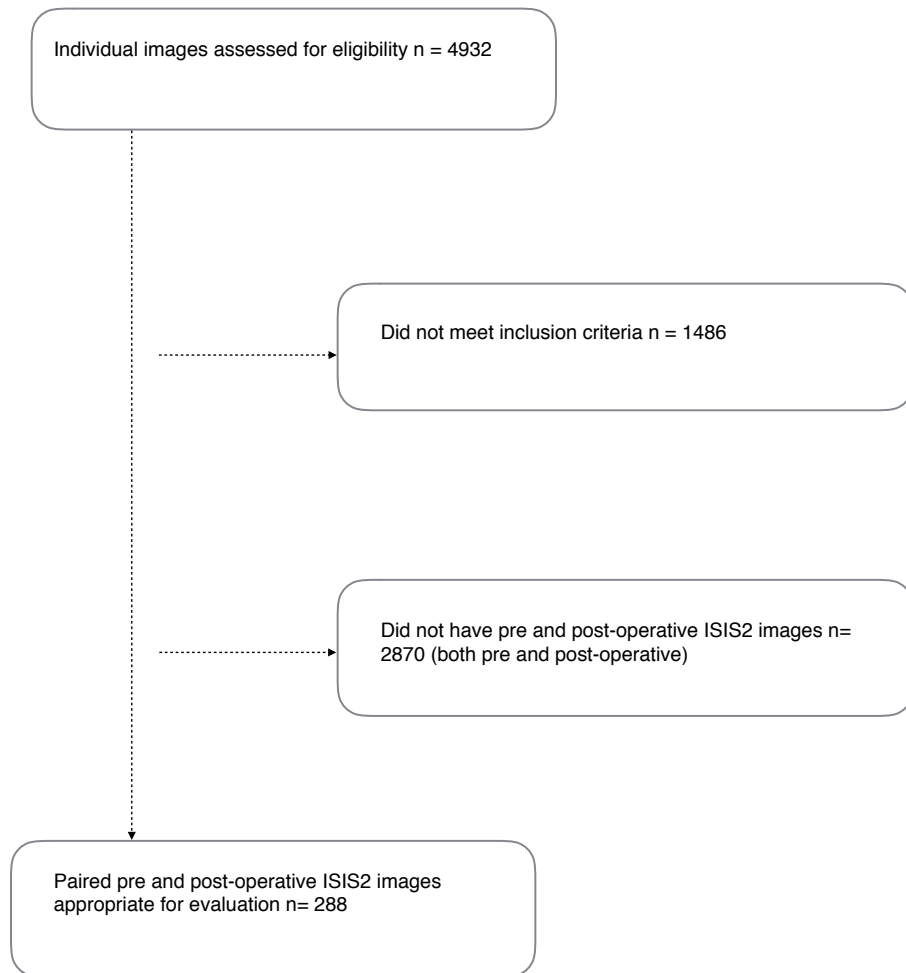 Individual images assessed for eligibility n = 4932
Did not meet inclusion criteria n = 1486
Did not have pre and post-operative ISIS2 images n=
2870 (both pre and post-operative)
Paired pre and post-operative ISIS2 images
appropriate for evaluation n= 288